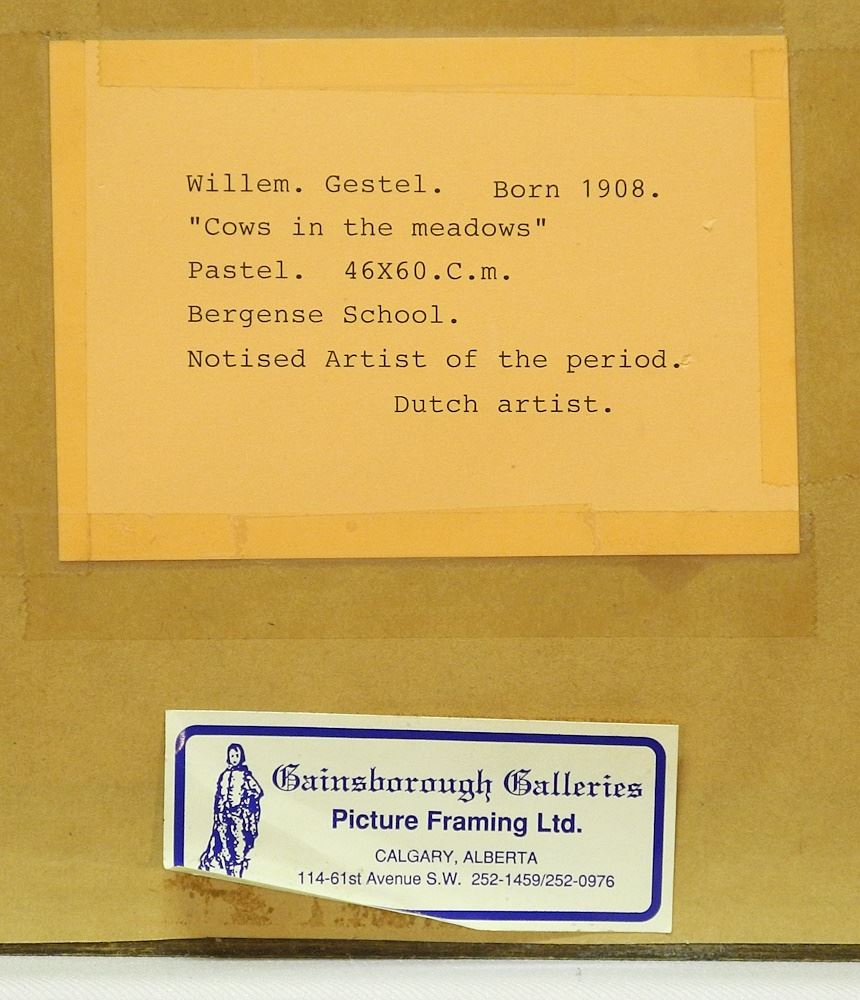 Willem. Gestel. Born 1908.
"Cows in the meadows"
Pastel. 46X60.C.m.
Bergense School.
Notised Artist of the period.
Dutch artist.
Gainsborough Galleries
Picture Framing Ltd.
CALGARY, ALBERTA
114-61st Avenue S.W. 252-1459/252-0976